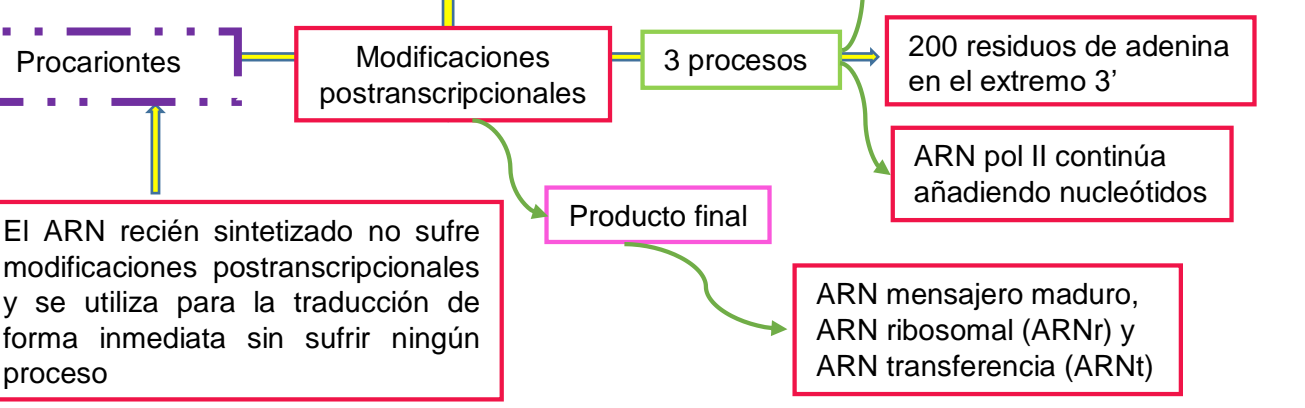 Procariontes
Modificaciones
postranscripcionales
3 procesos
200 residuos de adenina
en el extremo 3’
ARN pol II continúa
añadiendo nucleótidos
Producto final
El ARN recién sintetizado no sufre
modificaciones postranscripcionales
y se utiliza para la traducción de
forma inmediata sin sufrir ningún
proceso
ARN mensajero maduro,
ARN ribosomal (ARNr) y
ARN transferencia (ARNt)